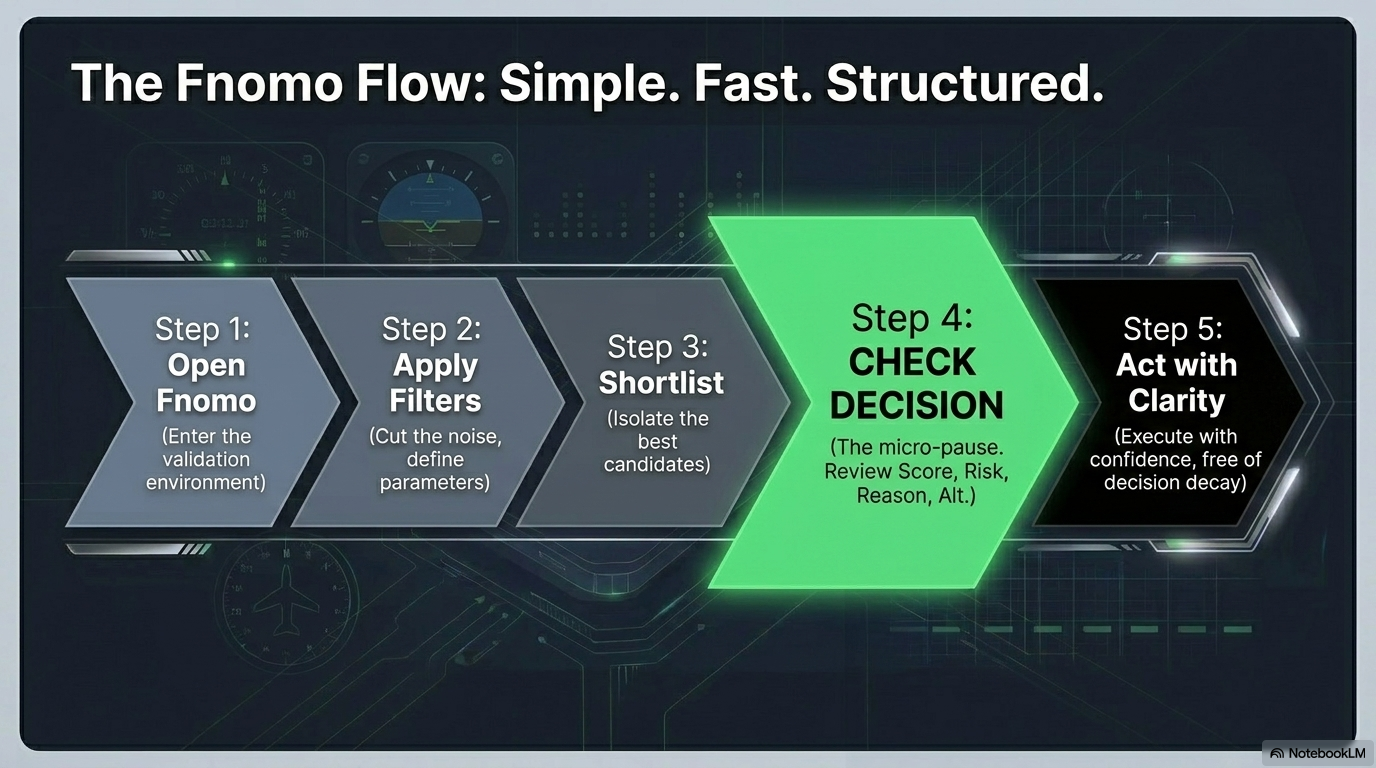 The Fnomo Flow: Simple. Fast. Structured.
Step 1:
Open
Fnomo
(Enter the
validation
environment)
Step 2:
Apply
Filters
(Cut the noise,
define
parameters)
Step 3:
Shortlist
(Isolate the
best
candidates)
Step 4:
CHECK
DECISION
(The micro-pause.
Review Score, Risk,
Reason, Alt.)
Step 5:
Act with
Clarity
(Execute with
confidence, free of
decision decay)
NotebookLM